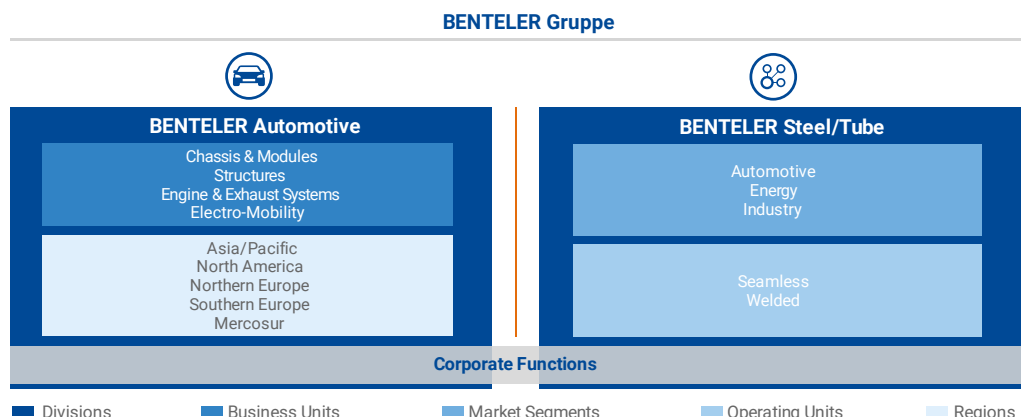 BENTELER Gruppe
BENTELER Automotive
Chassis & Modules
Structures
Engine & Exhaust Systems
Electro-Mobility
Asia/Pacific
North America
Northern Europe
Southern Europe
Mercosur
BENTELER Steel/Tube
Automotive
Energy
Industry
Seamless
Welded
Corporate Functions
Divisions
Business Units
Market Segments
Operating Units
Regions